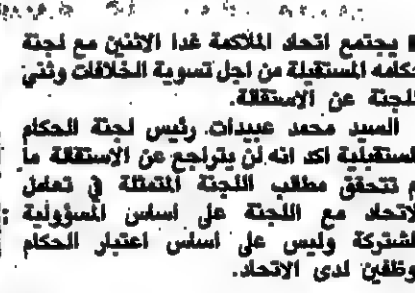 يجتمع اتحاد الملاكمة غدا الاثنين مع لجنة
حكامه المستقيلة من اجل تسوية الخلافات وثني
اللجنة عن الاستقالة.
السيد محمد عبيدات رئيس لجنة الحكام
المستقيلة اكد انه لن يتراجع عن الاستقالة ما
لم تتحقق مطالب اللجنة المتمثلة في تعامل
الاتحاد مع اللجنة على اساس المسؤولية
المشتركة وليس على اساس اعتبار الحكام
موظفين لدى الاتحاد.